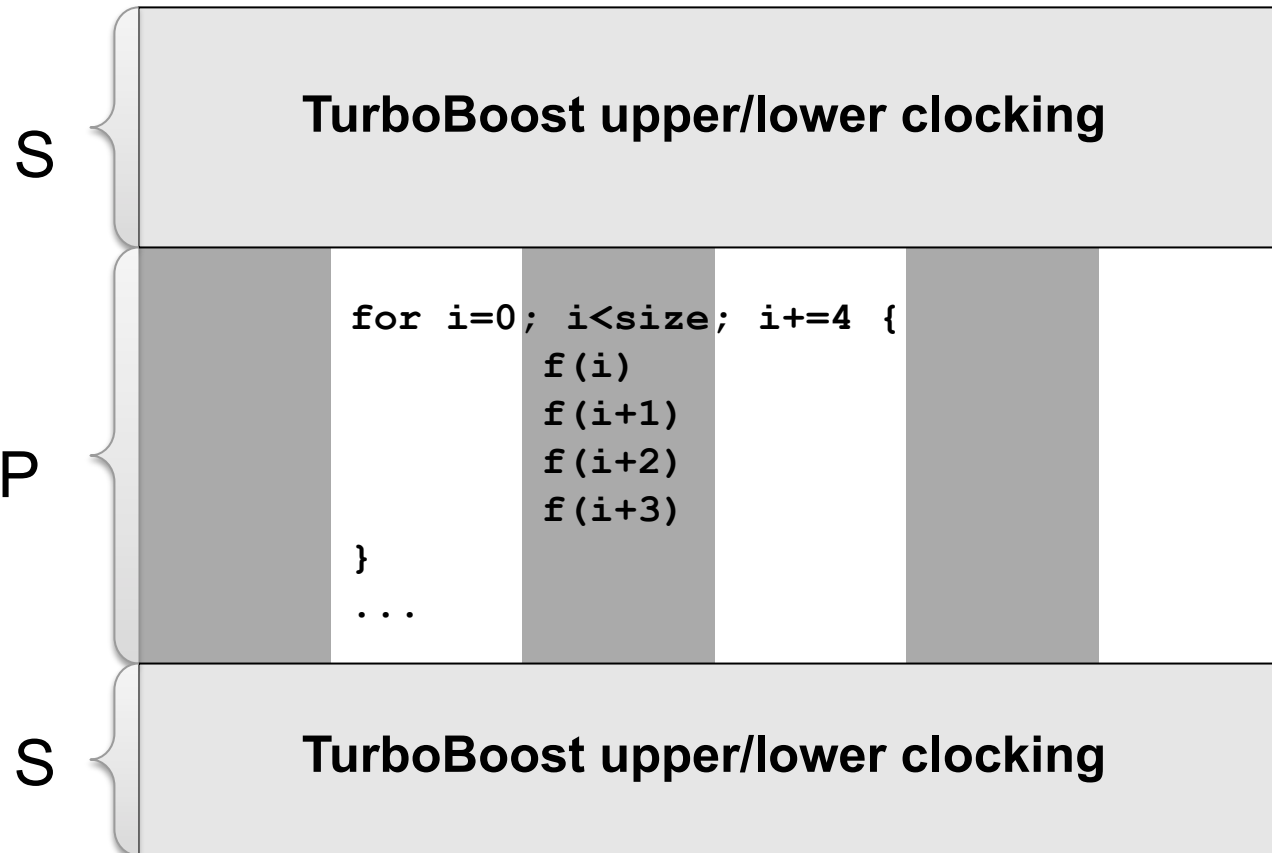 S
TurboBoost upper/lower clocking
P
for i=0; i<size; i+=4 {
f(i)
f(i+1)
f(i+2)
f(i+3)
}
...
S
TurboBoost upper/lower clocking